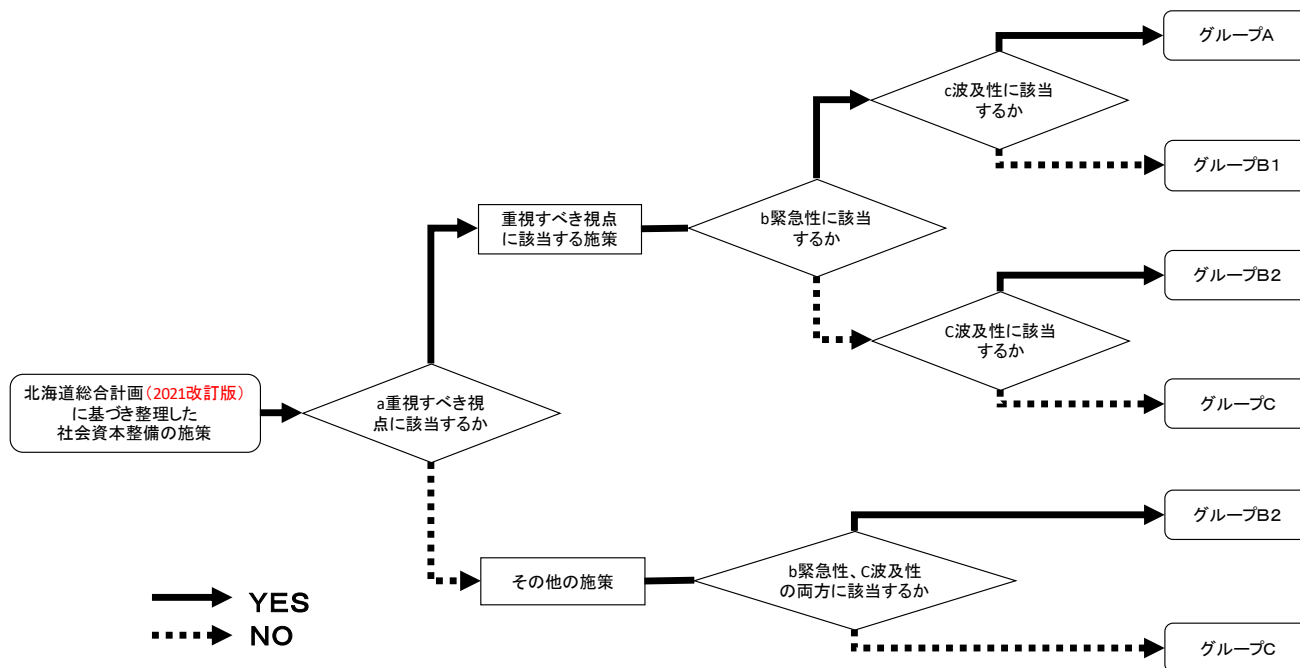 グループA
c波及性に該当
するか
グループB1
重視すべき視点
に該当する施策
b緊急性に該当
するか
グループB2
C波及性に該当
するか
北海道総合計画(2021改訂版)
に基づき整理した
社会資本整備の施策
a重視すべき視
点に該当するか
グループC
グループB2
その他の施策
b緊急性、C波及性
の両方に該当するか
YES
NO
グループC